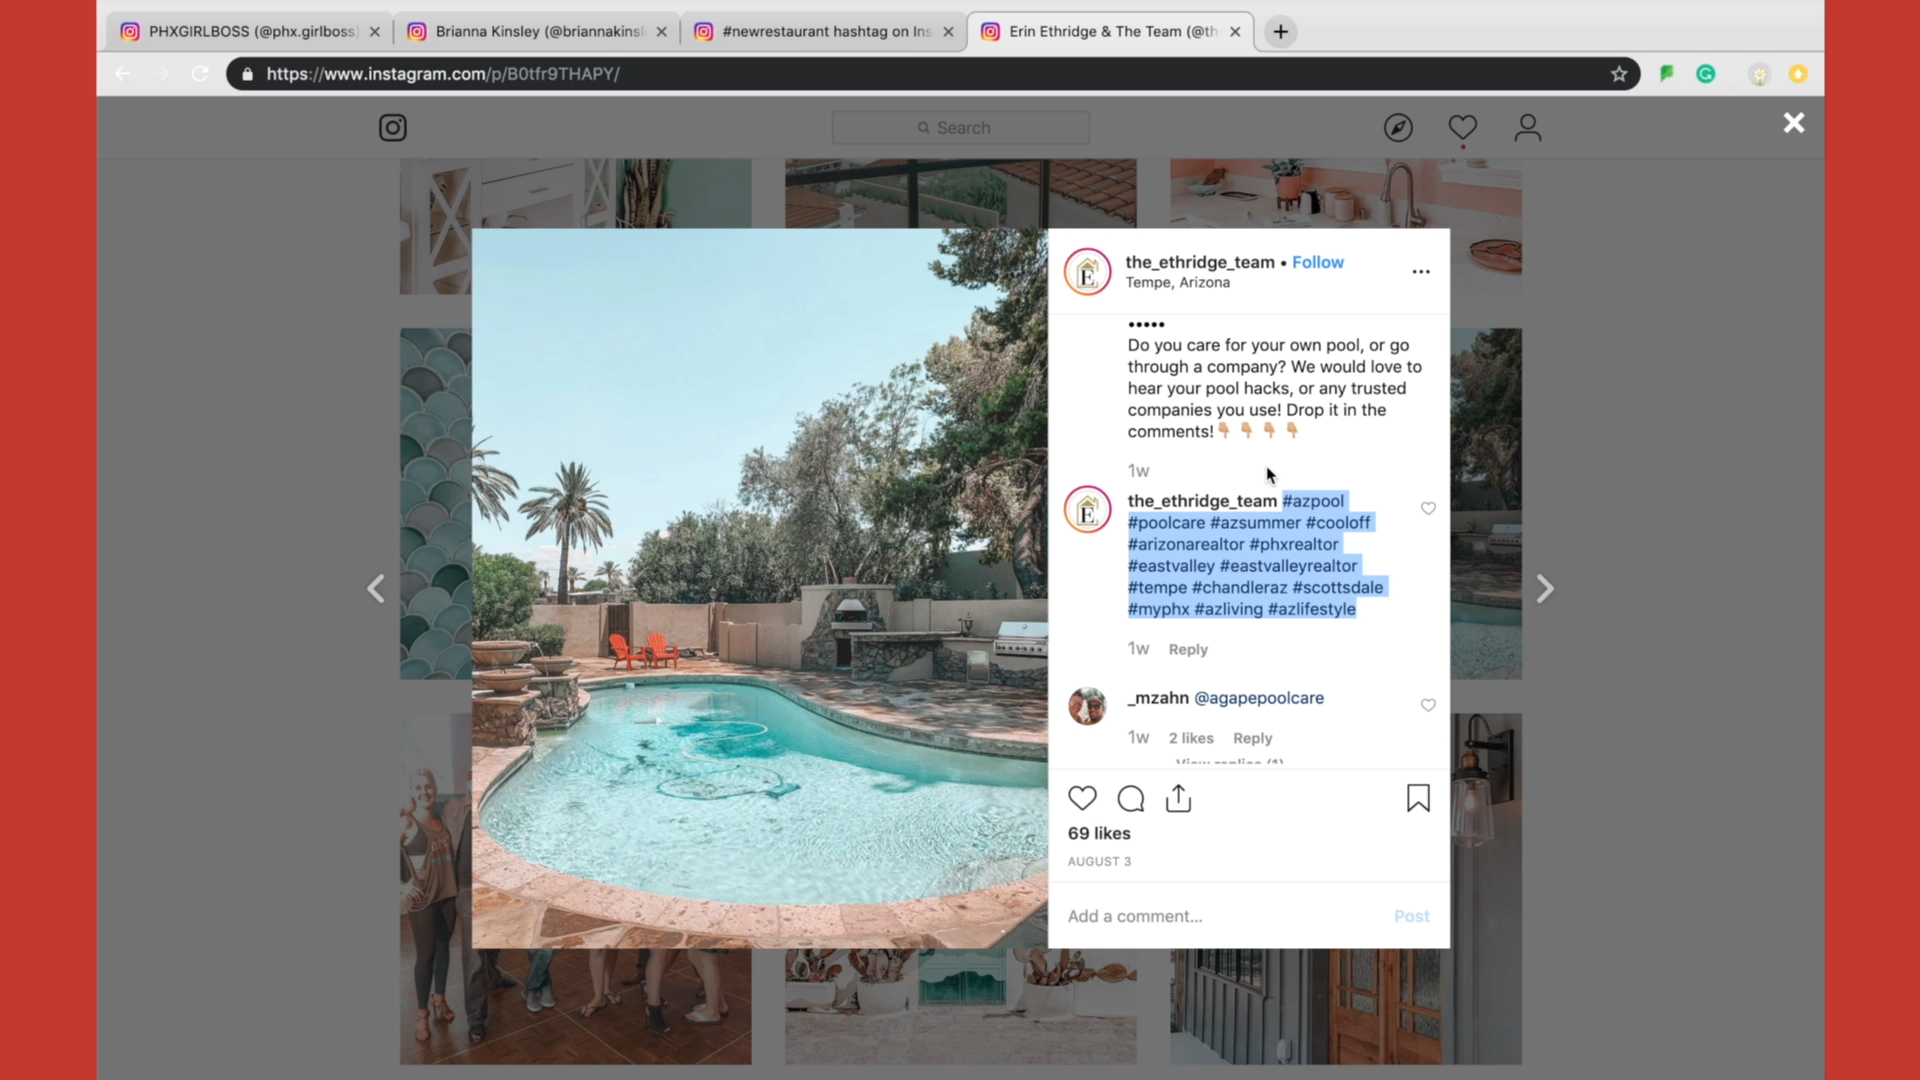 PHXGIRLBOSS (@phx.girlboss)
Brianna Kinsley (@briannakinsl
#newrestaurant hashtag on Ins
Erin Ethridge & The Team (@th
https://www.instagram.com/p/B0tfr9THAPY/
Search
the_ethridge_team • Follow
Tempe, Arizona
•••••
Do you care for your own pool, or go
through a company? We would love to
hear your pool hacks, or any trusted
companies you use! Drop it in the
comments!👇🏼 👇🏼 👇🏼 👇🏼
1w
the_ethridge_team #azpool
#poolcare #azsummer #cooloff
#arizonarealtor #phxrealtor
#eastvalley #eastvalleyrealtor
#tempe #chandleraz #scottsdale
#myphx #azliving #azlifestyle
1w Reply
_mzahn @agapepoolcare
1w 2 likes Reply
View replies (1)
69 likes
AUGUST 3
Add a comment...
Post
E
E